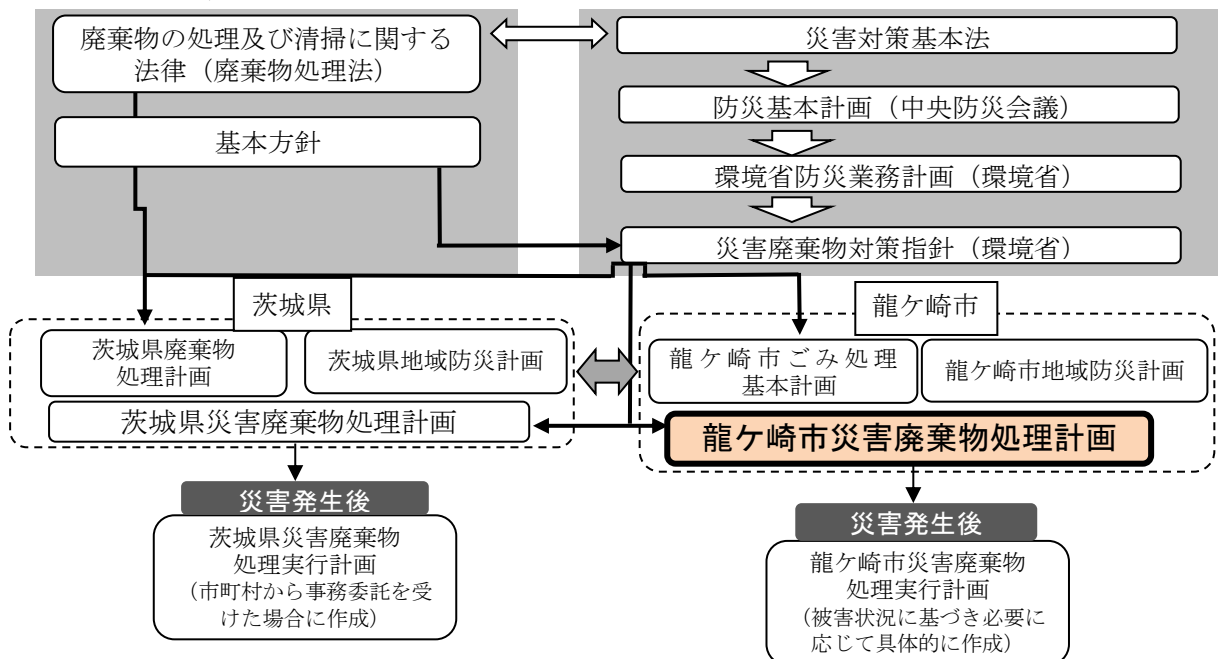 廃棄物の処理及び清掃に関する
法律（廃棄物処理法）
基本方針
災害対策基本法
防災基本計画（中央防災会議）
環境省防災業務計画（環境省）
災害廃棄物対策指針（環境省）
茨城県
茨城県廃棄物
処理計画
茨城県地域防災計画
茨城県災害廃棄物処理計画
龍ケ崎市
龍ケ崎市ごみ処理
基本計画
龍ケ崎市地域防災計画
龍ケ崎市災害廃棄物処理計画
災害発生後
茨城県災害廃棄物
処理実行計画
（市町村から事務委託を受
けた場合に作成）
災害発生後
龍ケ崎市災害廃棄物
処理実行計画
（被害状況に基づき必要に
応じて具体的に作成）